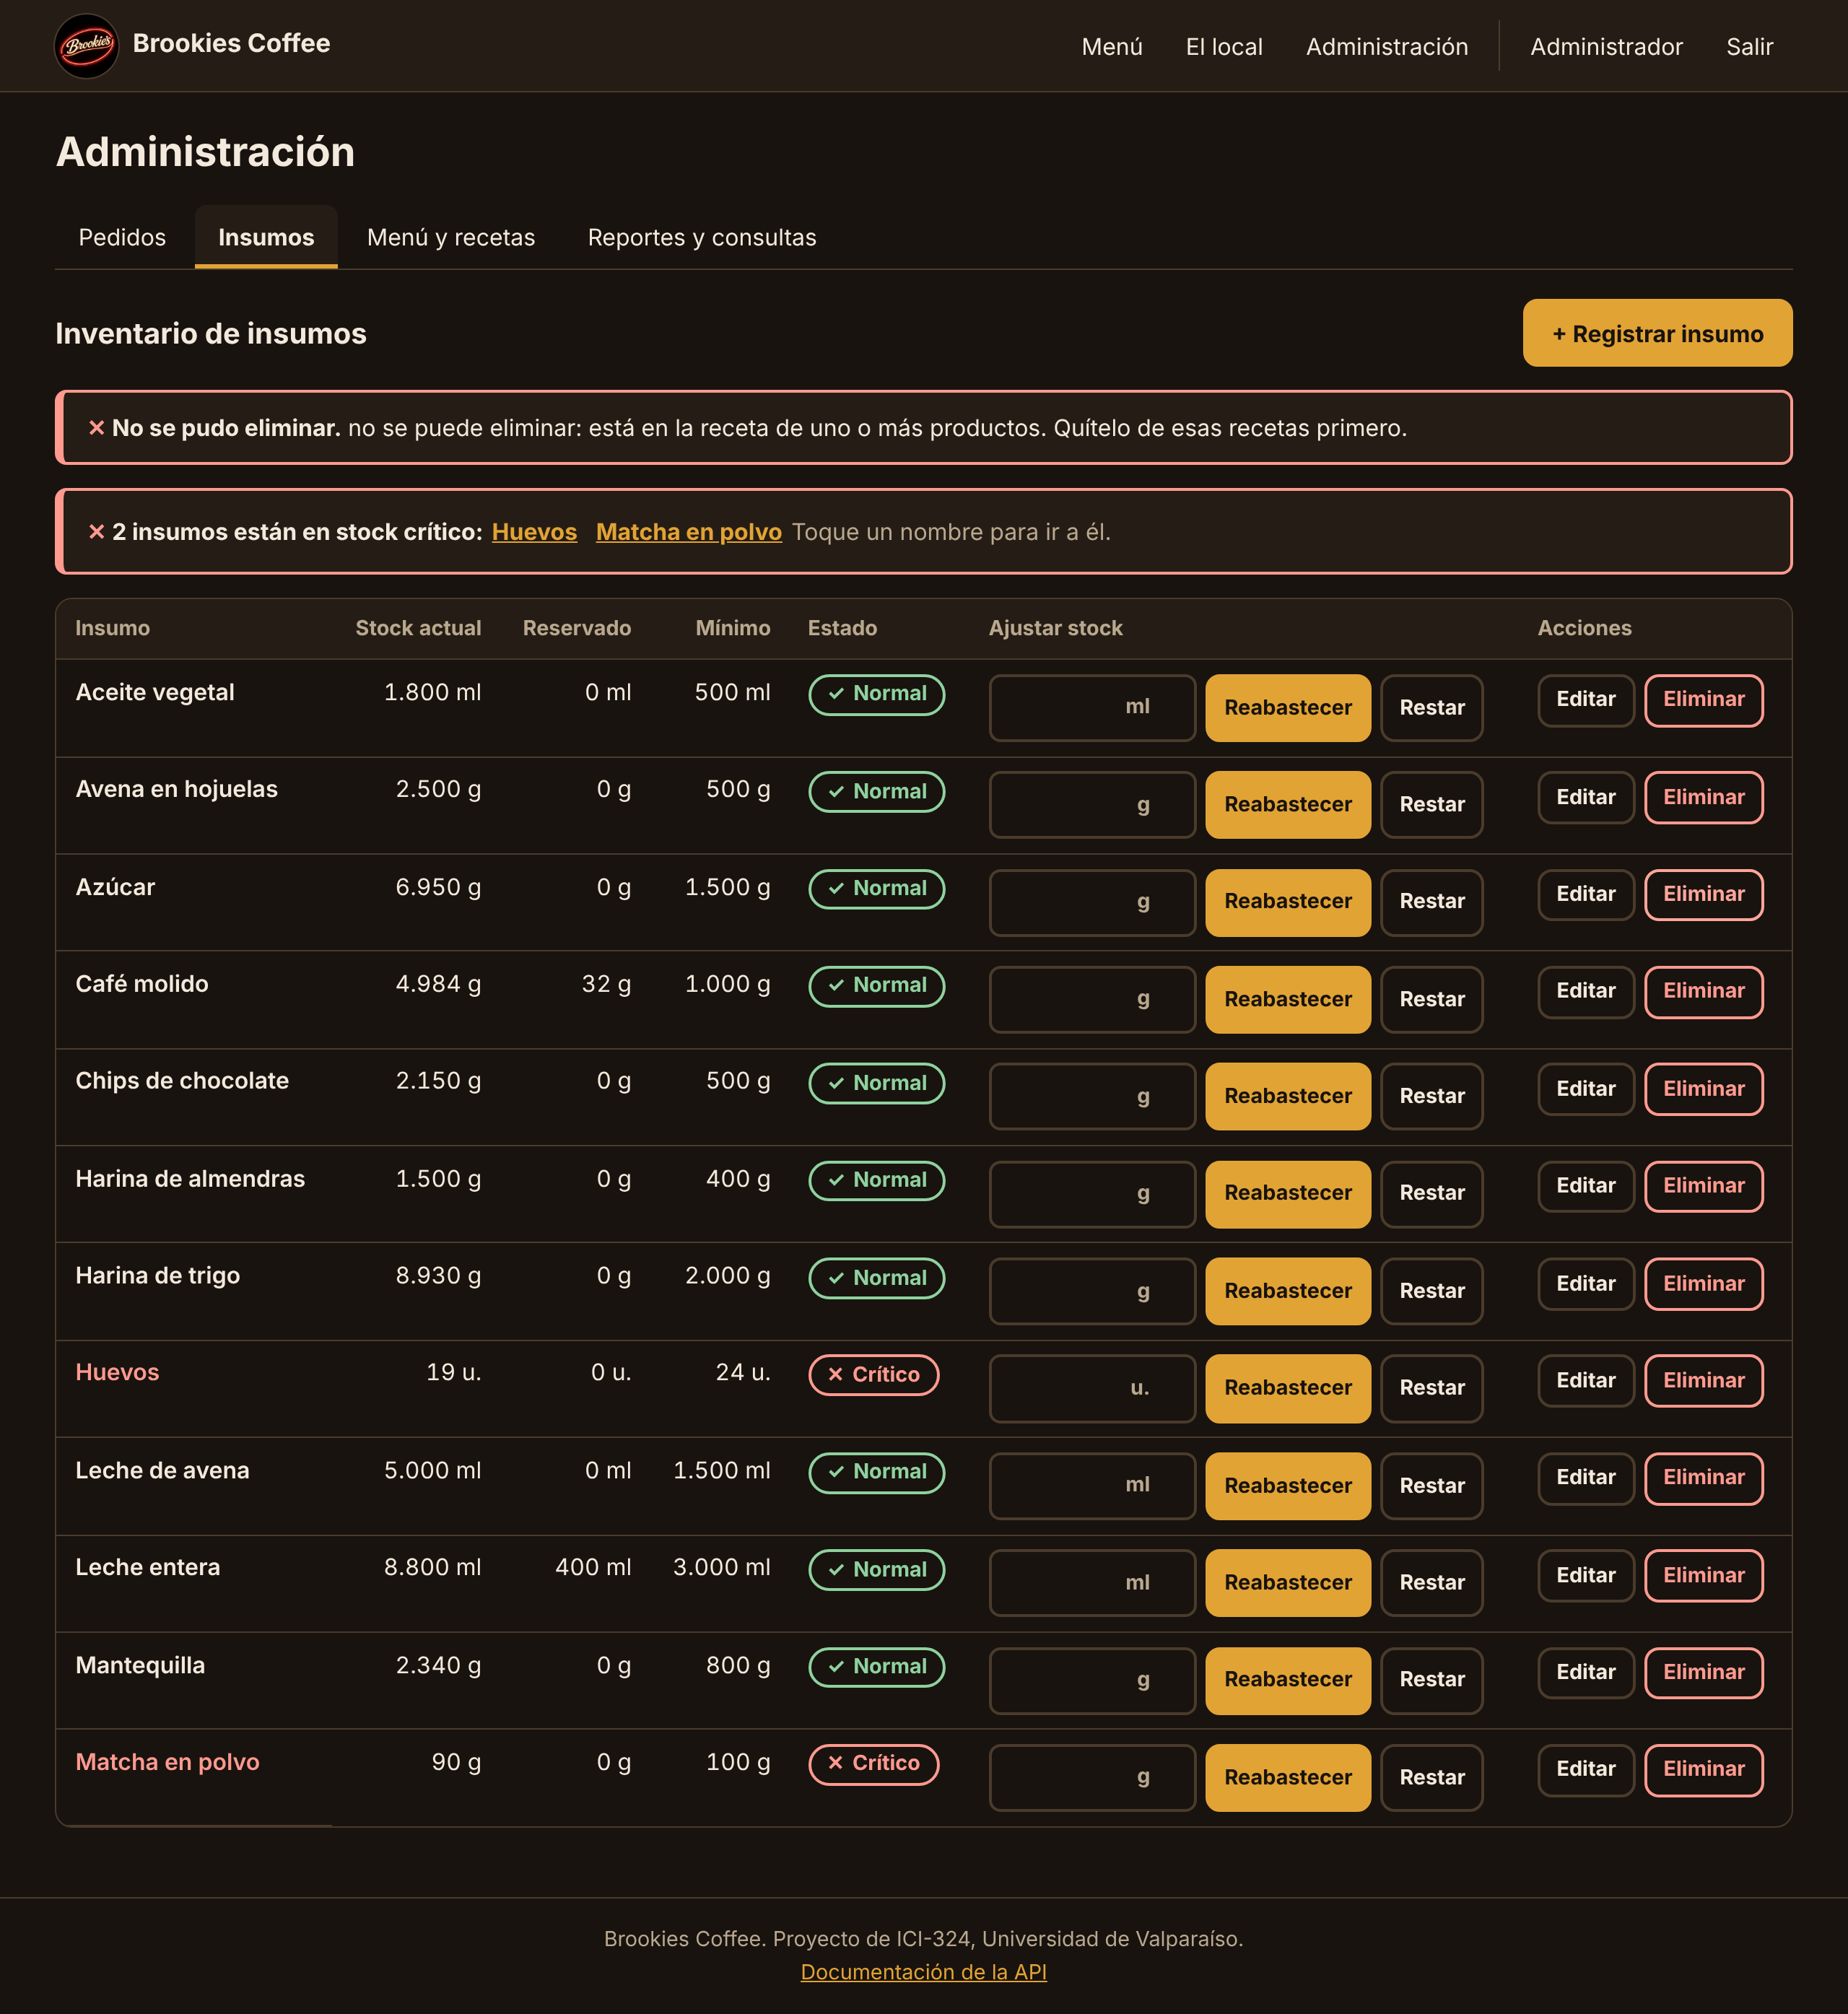 Brookies
Brookies Coffee
Menú El local Administración Administrador Salir
Administración
Pedidos Insumos Menú y recetas Reportes y consultas
Inventario de insumos
+ Registrar insumo
✕ No se pudo eliminar. no se puede eliminar: está en la receta de uno o más productos. Quítelo de esas recetas primero.
✕ 2 insumos están en stock crítico: Huevos Matcha en polvo Toque un nombre para ir a él.
Insumo Stock actual Reservado Mínimo Estado Ajustar stock Acciones
Aceite vegetal 1.800 ml 0 ml 500 ml ✓ Normal ml Reabastecer Restar Editar Eliminar
Avena en hojuelas 2.500 g 0 g 500 g ✓ Normal g Reabastecer Restar Editar Eliminar
Azúcar 6.950 g 0 g 1.500 g ✓ Normal g Reabastecer Restar Editar Eliminar
Café molido 4.984 g 32 g 1.000 g ✓ Normal g Reabastecer Restar Editar Eliminar
Chips de chocolate 2.150 g 0 g 500 g ✓ Normal g Reabastecer Restar Editar Eliminar
Harina de almendras 1.500 g 0 g 400 g ✓ Normal g Reabastecer Restar Editar Eliminar
Harina de trigo 8.930 g 0 g 2.000 g ✓ Normal g Reabastecer Restar Editar Eliminar
Huevos 19 u. 0 u. 24 u. ✕ Crítico u. Reabastecer Restar Editar Eliminar
Leche de avena 5.000 ml 0 ml 1.500 ml ✓ Normal ml Reabastecer Restar Editar Eliminar
Leche entera 8.800 ml 400 ml 3.000 ml ✓ Normal ml Reabastecer Restar Editar Eliminar
Mantequilla 2.340 g 0 g 800 g ✓ Normal g Reabastecer Restar Editar Eliminar
Matcha en polvo 90 g 0 g 100 g ✕ Crítico g Reabastecer Restar Editar Eliminar
Brookies Coffee. Proyecto de ICI-324, Universidad de Valparaíso.
Documentación de la API